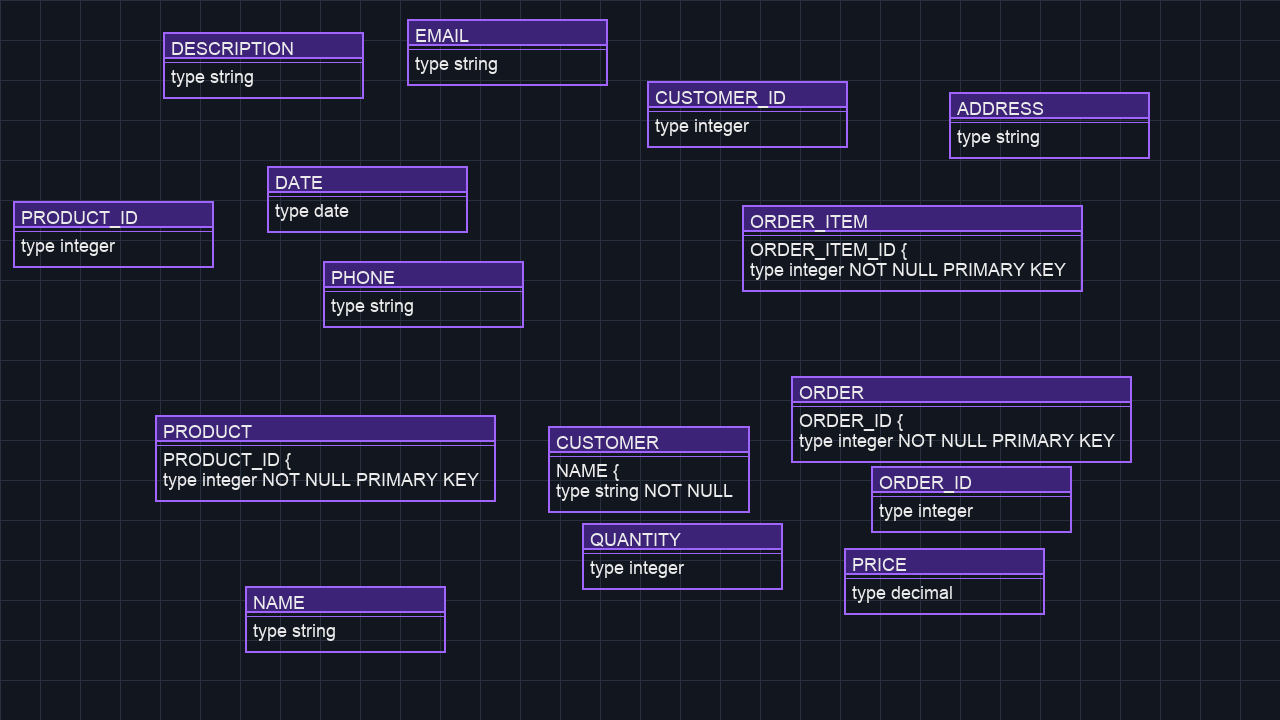 DESCRIPTION
type string
EMAIL
type string
CUSTOMER_ID
type integer
ADDRESS
type string
DATE
type date
PRODUCT_ID
type integer
ORDER_ITEM
ORDER_ITEM_ID {
type integer NOT NULL PRIMARY KEY
PHONE
type string
ORDER
ORDER_ID {
type integer NOT NULL PRIMARY KEY
PRODUCT
PRODUCT_ID {
type integer NOT NULL PRIMARY KEY
CUSTOMER
NAME {
type string NOT NULL
ORDER_ID
type integer
QUANTITY
type integer
PRICE
type decimal
NAME
type string